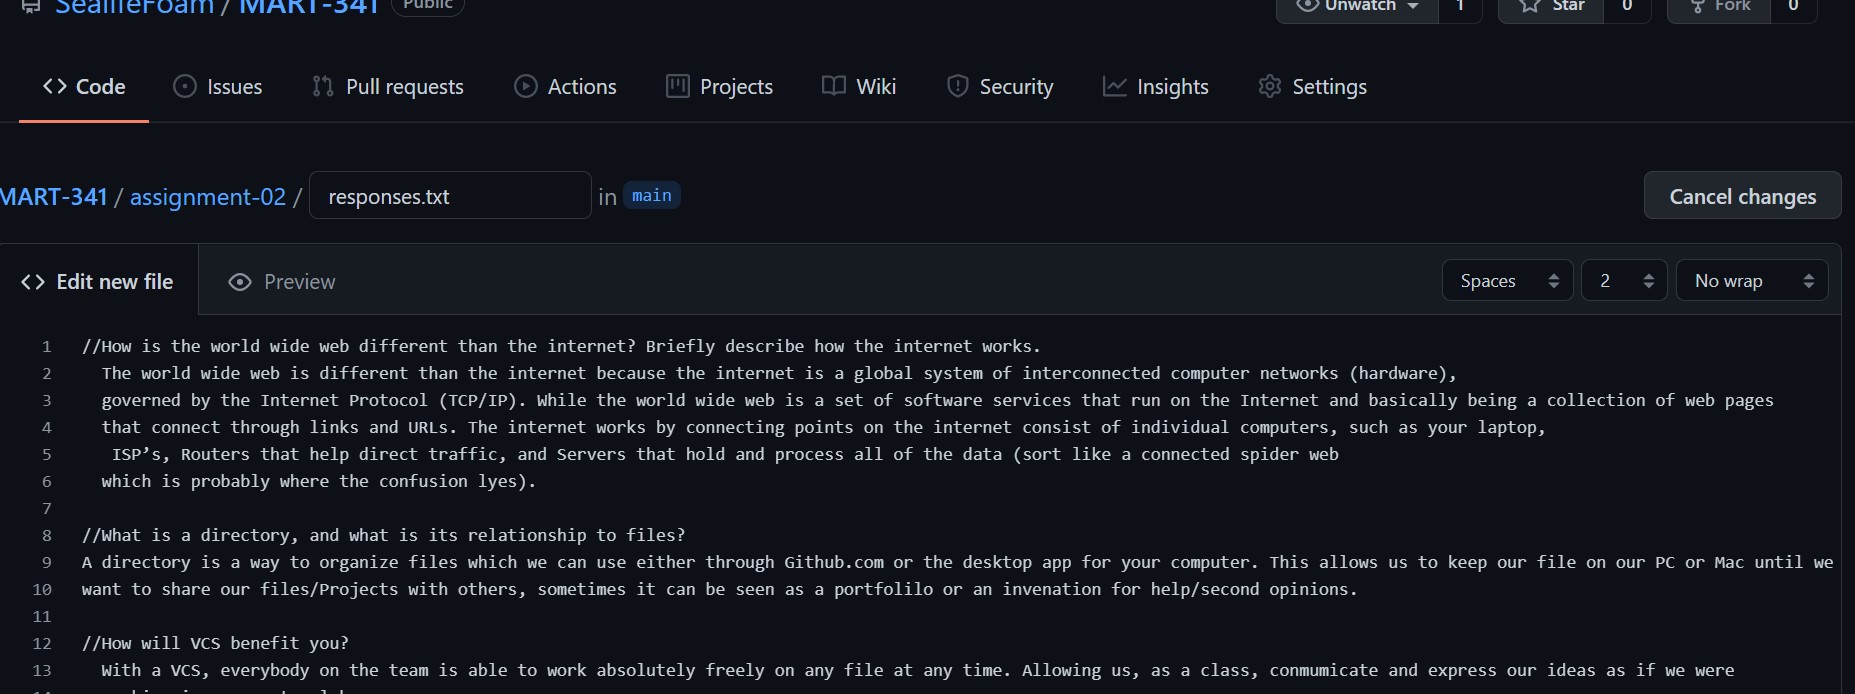 SealifeFoam / MART-341 Public Unwatch 1 Star 0 Fork 0
Code Issues Pull requests Actions Projects Wiki Security Insights Settings
MART-341 / assignment-02 / responses.txt in main Cancel changes
Edit new file Preview Spaces 2 No wrap
1 //How is the world wide web different than the internet? Briefly describe how the internet works.
2 The world wide web is different than the internet because the internet is a global system of interconnected computer networks (hardware),
3 governed by the Internet Protocol (TCP/IP). While the world wide web is a set of software services that run on the Internet and basically being a collection of web pages
4 that connect through links and URLs. The internet works by connecting points on the internet consist of individual computers, such as your laptop,
5 ISP’s, Routers that help direct traffic, and Servers that hold and process all of the data (sort like a connected spider web
6 which is probably where the confusion lyes).
7
8 //What is a directory, and what is its relationship to files?
9 A directory is a way to organize files which we can use either through Github.com or the desktop app for your computer. This allows us to keep our file on our PC or Mac until we
10 want to share our files/Projects with others, sometimes it can be seen as a portfolilo or an invenation for help/second opinions.
11
12 //How will VCS benefit you?
13 With a VCS, everybody on the team is able to work absolutely freely on any file at any time. Allowing us, as a class, conmumicate and express our ideas as if we were